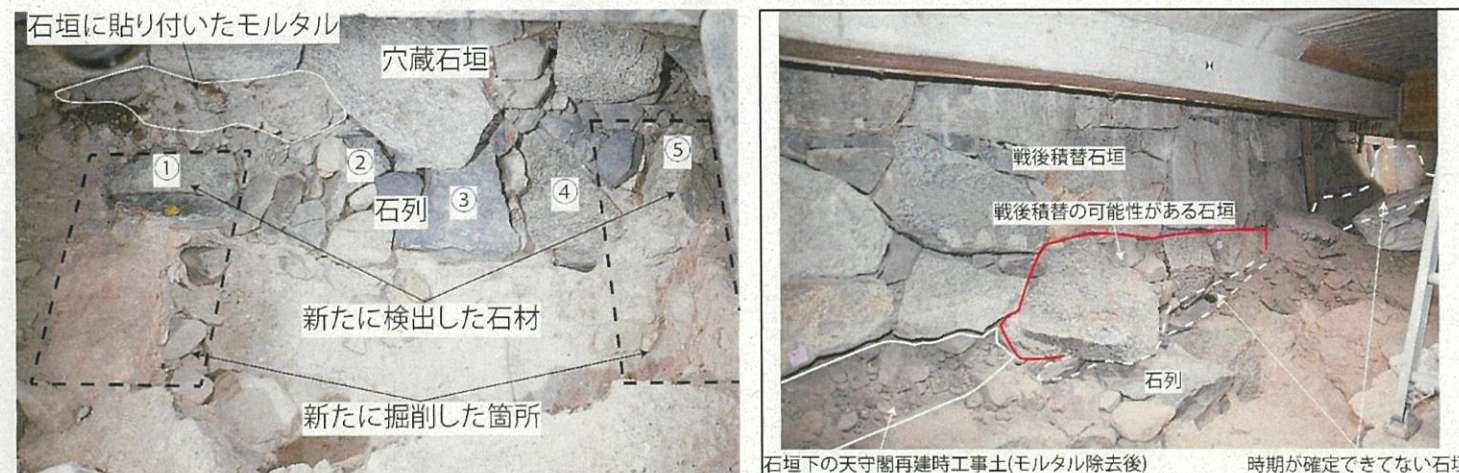 石垣に貼り付いたモルタル
穴蔵石垣
①
②
③
④
⑤
石列
新たに検出した石材
新たに掘削した箇所
戦後積替石垣
戦後積替の可能性がある石垣
石列
石垣下の天守閣再建時工事土(モルタル除去後)
時期が確定できてない石垣